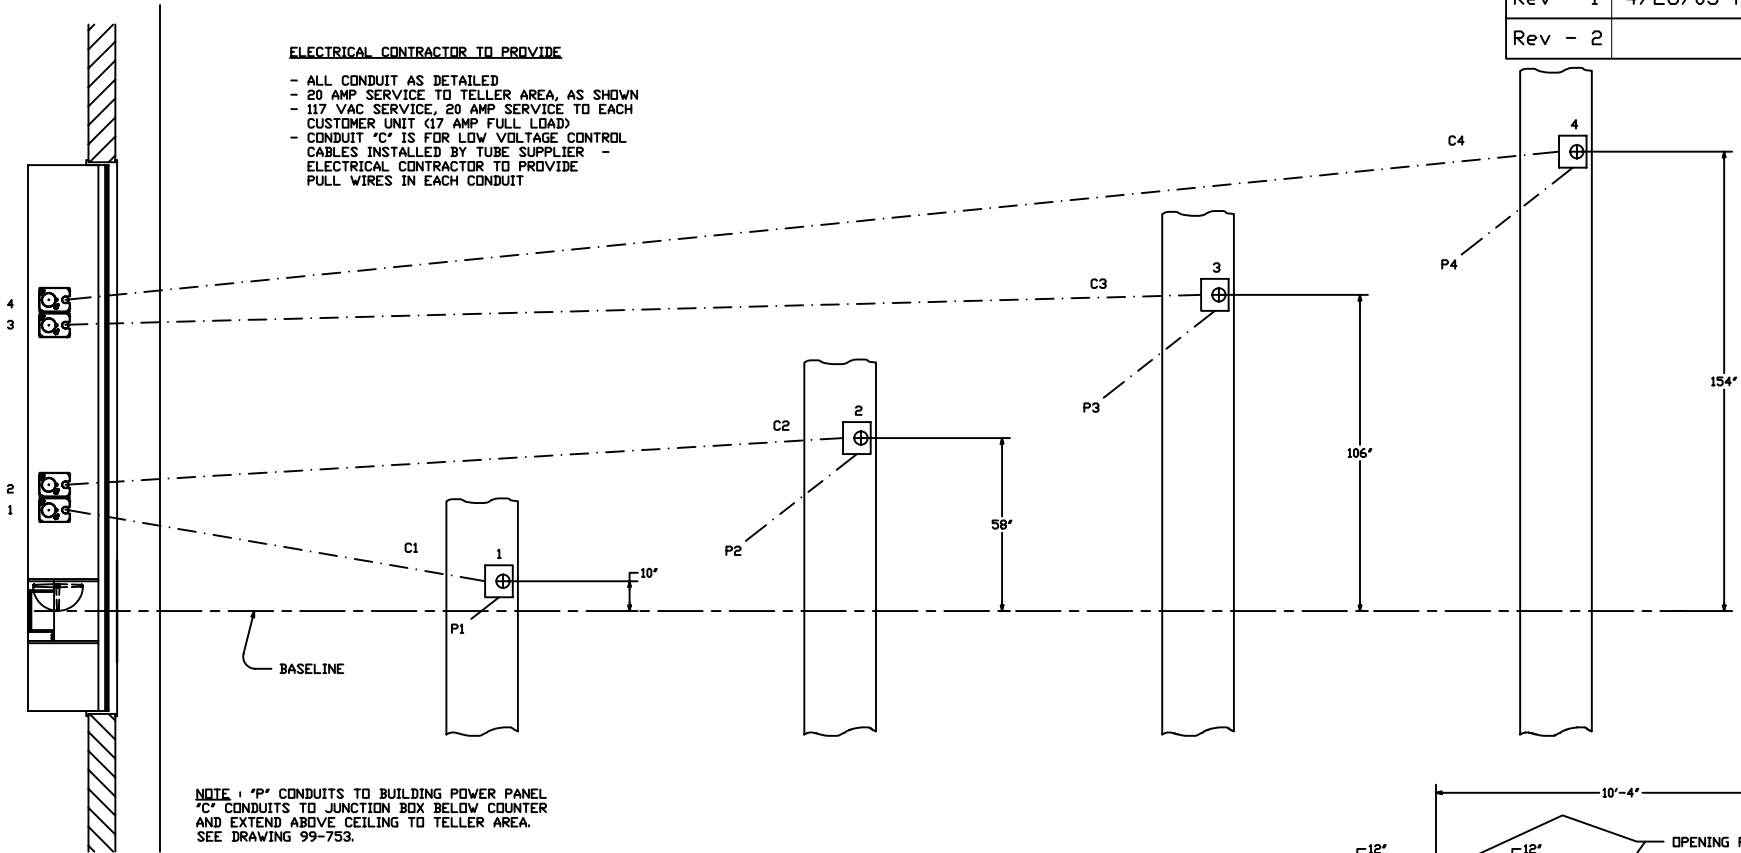 Rev - 1 4/28/03
Rev - 2
ELECTRICAL CONTRACTOR TO PROVIDE
- ALL CONDUIT AS DETAILED
- 20 AMP SERVICE TO TELLER AREA, AS SHOWN
- 117 VAC SERVICE, 20 AMP SERVICE TO EACH
CUSTOMER UNIT (17 AMP FULL LOAD)
- CONDUIT "C" IS FOR LOW VOLTAGE CONTROL
CABLES INSTALLED BY TUBE SUPPLIER -
ELECTRICAL CONTRACTOR TO PROVIDE
PULL WIRES IN EACH CONDUIT
4
C4
P4
154"
3
C3
P3
106"
4
3
2
C2
P2
58"
2
1
C1
1
10"
P1
BASELINE
NOTE : "P" CONDUITS TO BUILDING POWER PANEL
"C" CONDUITS TO JUNCTION BOX BELOW COUNTER
AND EXTEND ABOVE CEILING TO TELLER AREA.
SEE DRAWING 99-753.
10'-4"
12"
12"
OPENING